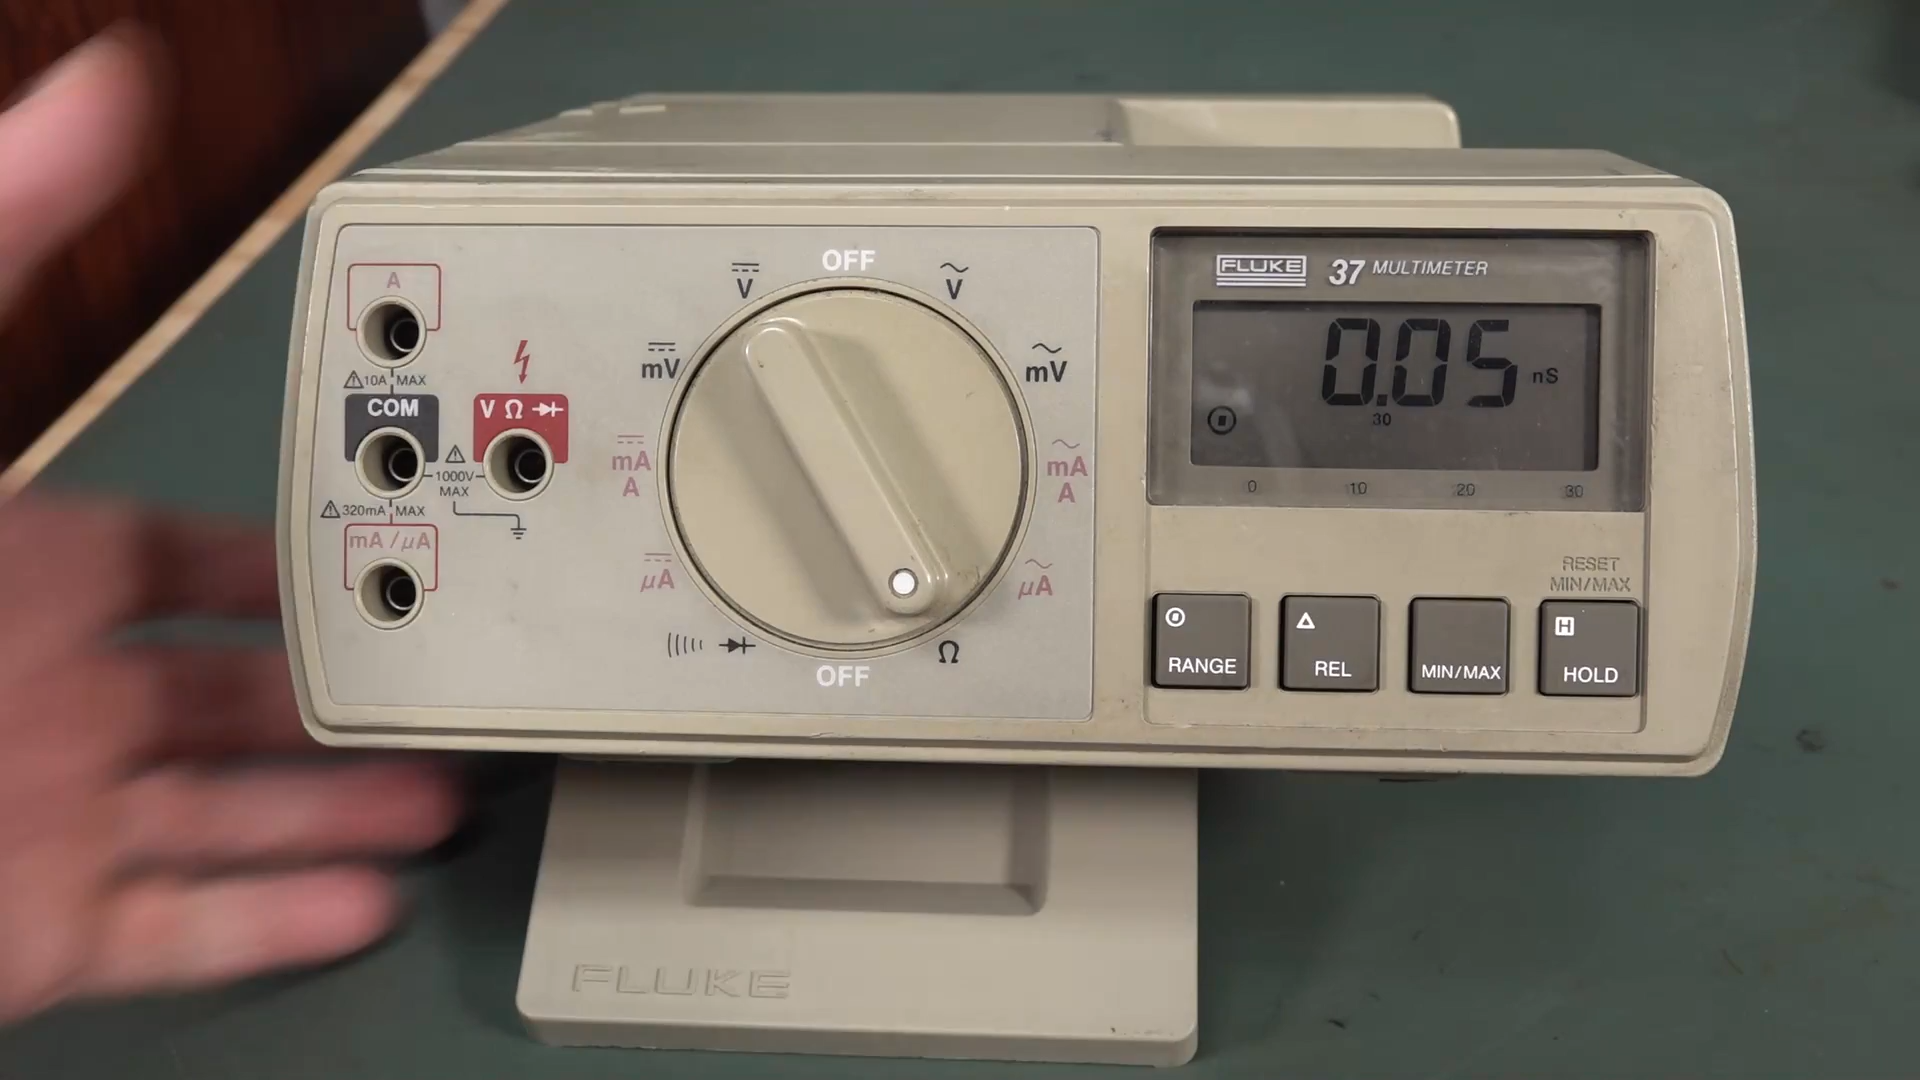 A
10A MAX
COM
V Ω
1000V
MAX
320mA MAX
mA / μA
OFF
V
V
mV
mV
mA
A
mA
A
μA
μA
Ω
OFF
FLUKE 37 MULTIMETER
0.05 nS
30
0 10 20 30
RESET
MIN/MAX
RANGE
REL
MIN/MAX
H
HOLD
FLUKE